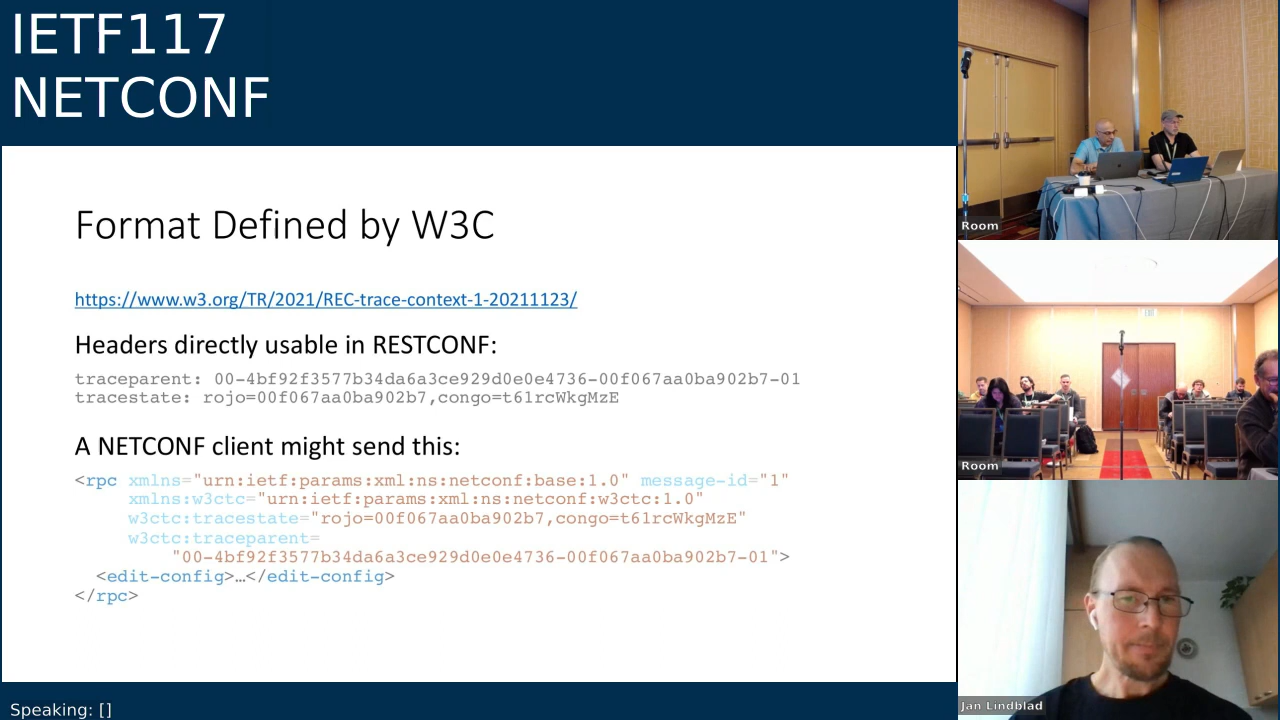 IETF117
NETCONF
Format Defined by W3C
https://www.w3.org/TR/2021/REC-trace-context-1-20211123/
Headers directly usable in RESTCONF:
traceparent: 00-4bf92f3577b34da6a3ce929d0e0e4736-00f067aa0ba902b7-01
tracestate: rojo=00f067aa0ba902b7,congo=t61rcWkgMzE
A NETCONF client might send this:
<rpc xmlns="urn:ietf:params:xml:ns:netconf:base:1.0" message-id="1"
xmlns:w3ctc="urn:ietf:params:xml:ns:netconf:w3ctc:1.0"
w3ctc:tracestate="rojo=00f067aa0ba902b7,congo=t61rcWkgMzE"
w3ctc:traceparent=
"00-4bf92f3577b34da6a3ce929d0e0e4736-00f067aa0ba902b7-01">
<edit-config>…</edit-config>
</rpc>
Speaking: []
Room
Room
Jan Lindblad